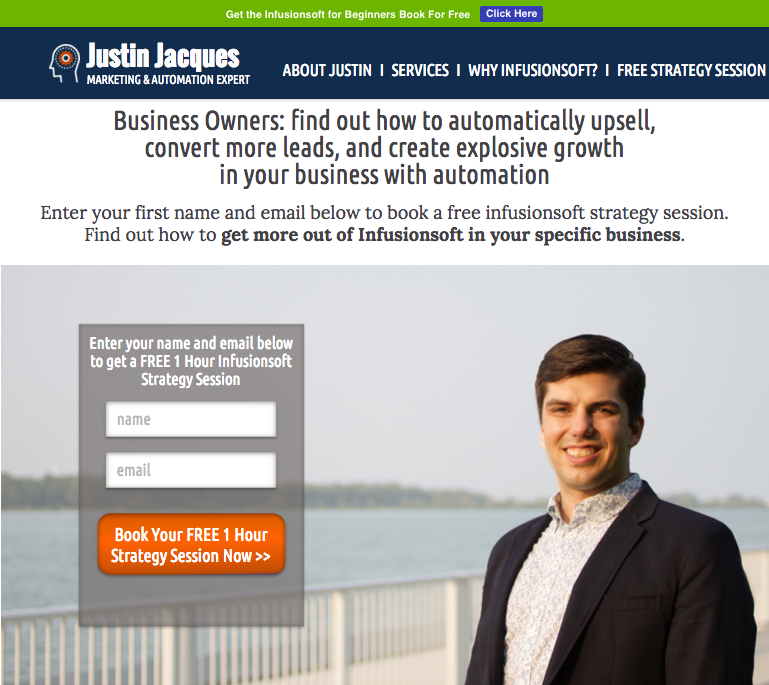 Get the Infusionsoft for Beginners Book For Free Click Here
Justin Jacques
MARKETING & AUTOMATION EXPERT
ABOUT JUSTIN | SERVICES | WHY INFUSIONSOFT? | FREE STRATEGY SESSION
Business Owners: find out how to automatically upsell,
convert more leads, and create explosive growth
in your business with automation
Enter your first name and email below to book a free infusionsoft strategy session.
Find out how to get more out of Infusionsoft in your specific business.
Enter your name and email below
to get a FREE 1 Hour Infusionsoft
Strategy Session
name
email
Book Your FREE 1 Hour
Strategy Session Now >>